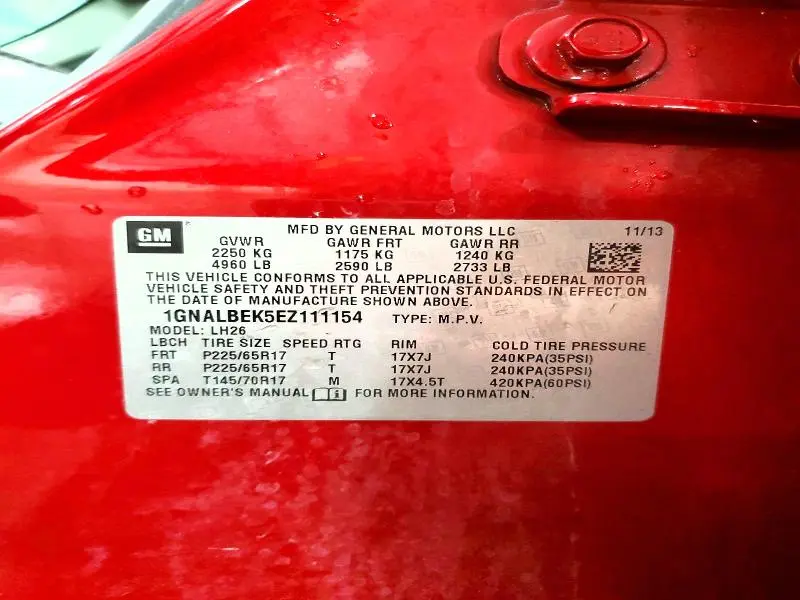 GM MFD BY GENERAL MOTORS LLC 11/13
GVWR GAWR FRT GAWR RR
2250 KG 1175 KG 1240 KG
4960 LB 2590 LB 2733 LB
THIS VEHICLE CONFORMS TO ALL APPLICABLE U.S. FEDERAL MOTOR
VEHICLE SAFETY AND THEFT PREVENTION STANDARDS IN EFFECT ON
THE DATE OF MANUFACTURE SHOWN ABOVE.
1GNALBEK5EZ111154 TYPE: M.P.V.
MODEL: LH26
LBCH TIRE SIZE SPEED RTG RIM COLD TIRE PRESSURE
FRT P225/65R17 T 17X7J 240KPA(35PSI)
RR P225/65R17 T 17X7J 240KPA(35PSI)
SPA T145/70R17 M 17X4.5T 420KPA(60PSI)
SEE OWNER'S MANUAL FOR MORE INFORMATION.